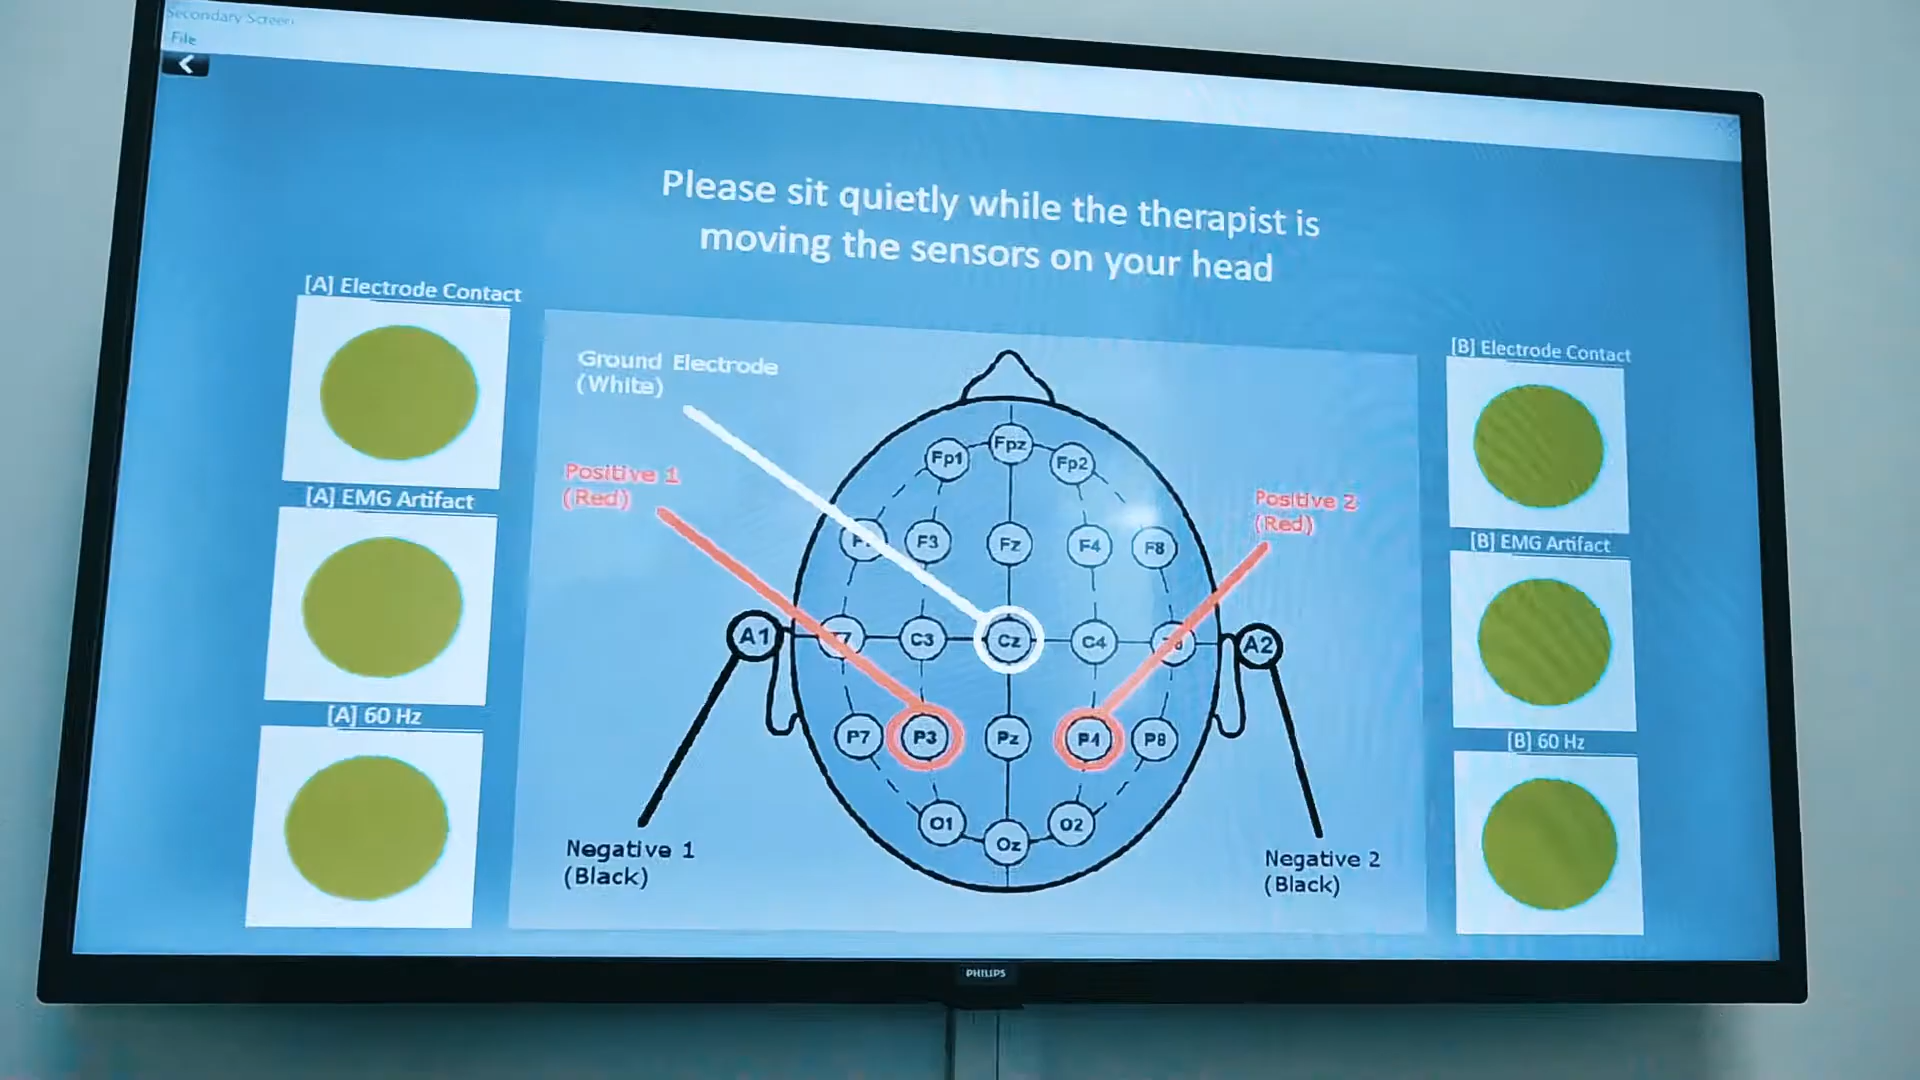 Secondary Screen
File
Please sit quietly while the therapist is
moving the sensors on your head
[A] Electrode Contact
[A] EMG Artifact
[A] 60 Hz
Ground Electrode
(White)
Positive 1
(Red)
Positive 2
(Red)
Fp1
Fpz
Fp2
F3
Fz
F4
F8
A1
C3
Cz
C4
A2
P7
P3
Pz
P4
P8
O1
Oz
O2
Negative 1
(Black)
Negative 2
(Black)
[B] Electrode Contact
[B] EMG Artifact
[B] 60 Hz
PHILIPS